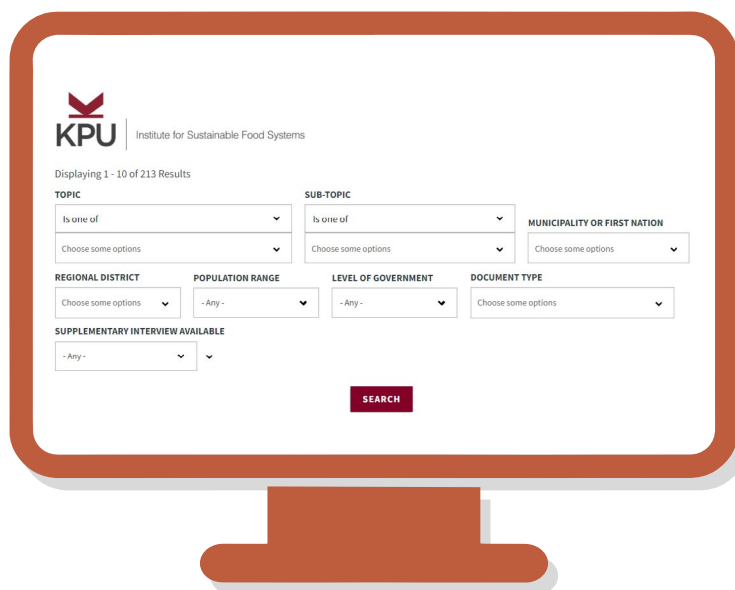 KPU
Institute for Sustainable Food Systems
Displaying 1 - 10 of 213 Results
TOPIC
Is one of
Choose some options
SUB-TOPIC
Is one of
Choose some options
MUNICIPALITY OR FIRST NATION
Choose some options
REGIONAL DISTRICT
Choose some options
POPULATION RANGE
- Any -
LEVEL OF GOVERNMENT
- Any -
DOCUMENT TYPE
Choose some options
SUPPLEMENTARY INTERVIEW AVAILABLE
- Any -
SEARCH